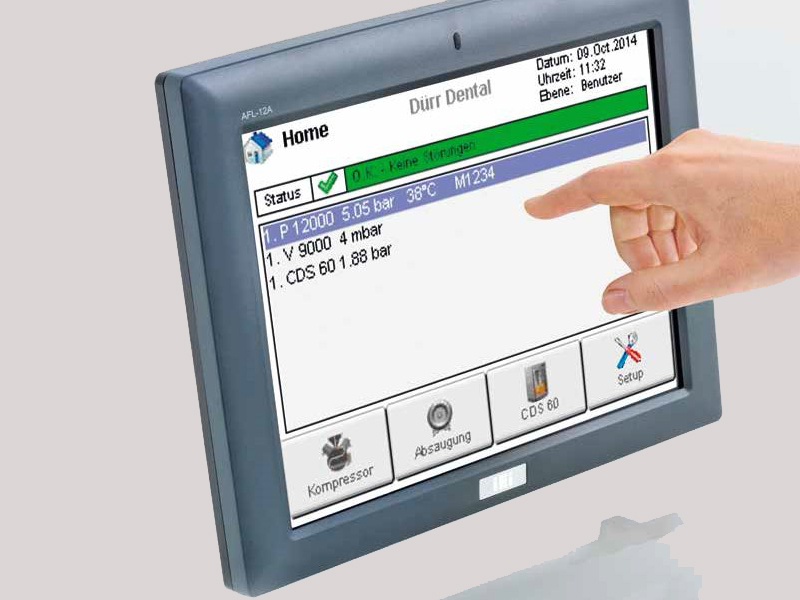 AFL-12A
Home
Dürr Dental
Datum: 09.Oct.2014
Uhrzeit: 11:32
Ebene: Benutzer
Status
O.K. - Keine Störungen
1. P 12000 5.05 bar 38°C M1234
1. V 9000 4 mbar
1. CDS 60 1.88 bar
Kompressor
Absaugung
CDS 60
Setup